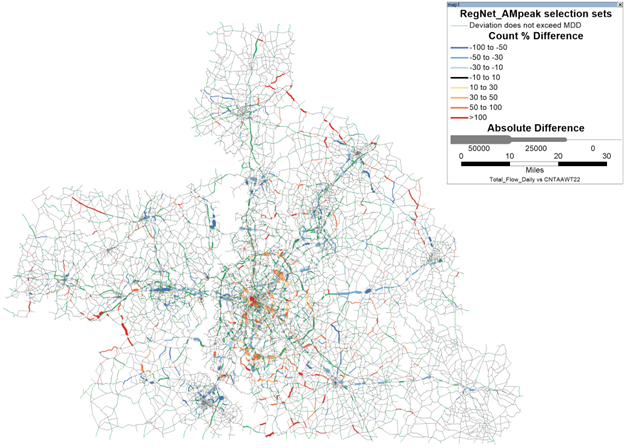 map1
RegNet_AMpeak selection sets
Deviation does not exceed MDD
Count % Difference
-100 to -50
-50 to -30
-30 to -10
-10 to 10
10 to 30
30 to 50
50 to 100
>100
Absolute Difference
50000 25000 0
0 10 20 30
Miles
Total_Flow_Daily vs CNTAAWT22